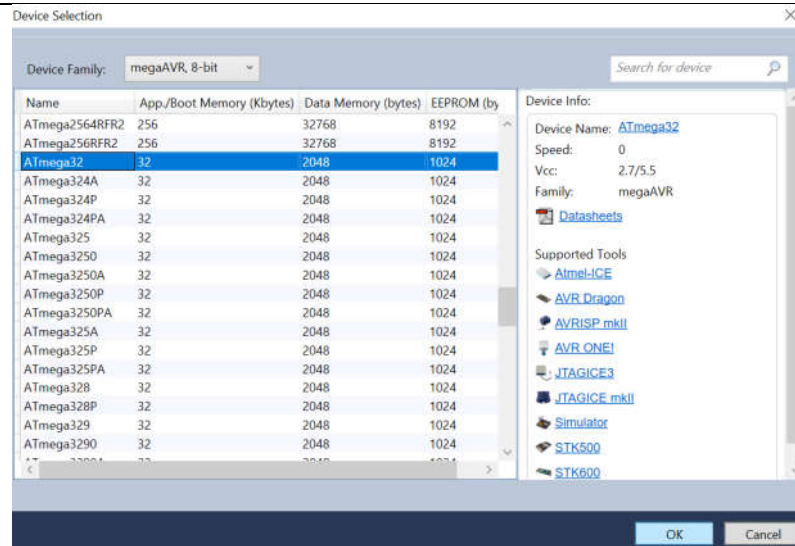 Device Selection
Device Family: megaAVR, 8-bit Search for device
Name App./Boot Memory (Kbytes) Data Memory (bytes) EEPROM (by
ATmega2564RFR2 256 32768 8192
ATmega256RFR2 256 32768 8192
ATmega32 32 2048 1024
ATmega324A 32 2048 1024
ATmega324P 32 2048 1024
ATmega324PA 32 2048 1024
ATmega325 32 2048 1024
ATmega3250 32 2048 1024
ATmega3250A 32 2048 1024
ATmega3250P 32 2048 1024
ATmega3250PA 32 2048 1024
ATmega325A 32 2048 1024
ATmega325P 32 2048 1024
ATmega325PA 32 2048 1024
ATmega328 32 2048 1024
ATmega328P 32 2048 1024
ATmega329 32 2048 1024
ATmega3290 32 2048 1024
Device Info:
Device Name: ATmega32
Speed: 0
Vcc: 2.7/5.5
Family: megaAVR
Datasheets
Supported Tools
Atmel-ICE
AVR Dragon
AVRISP mkII
AVR ONE!
JTAGICE3
JTAGICE mkII
Simulator
STK500
STK600
OK Cancel